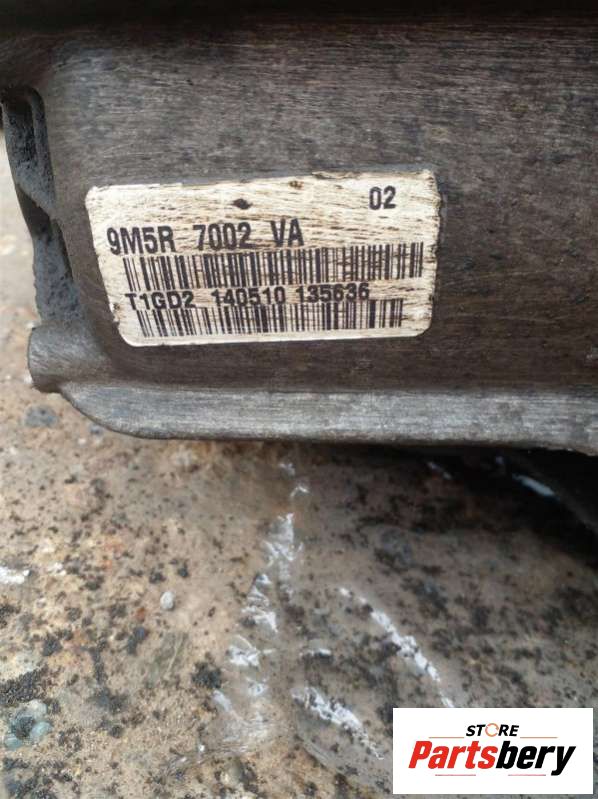 02
9M5R 7002 VA
T1GD2 140510 135636
STORE
Partsbery